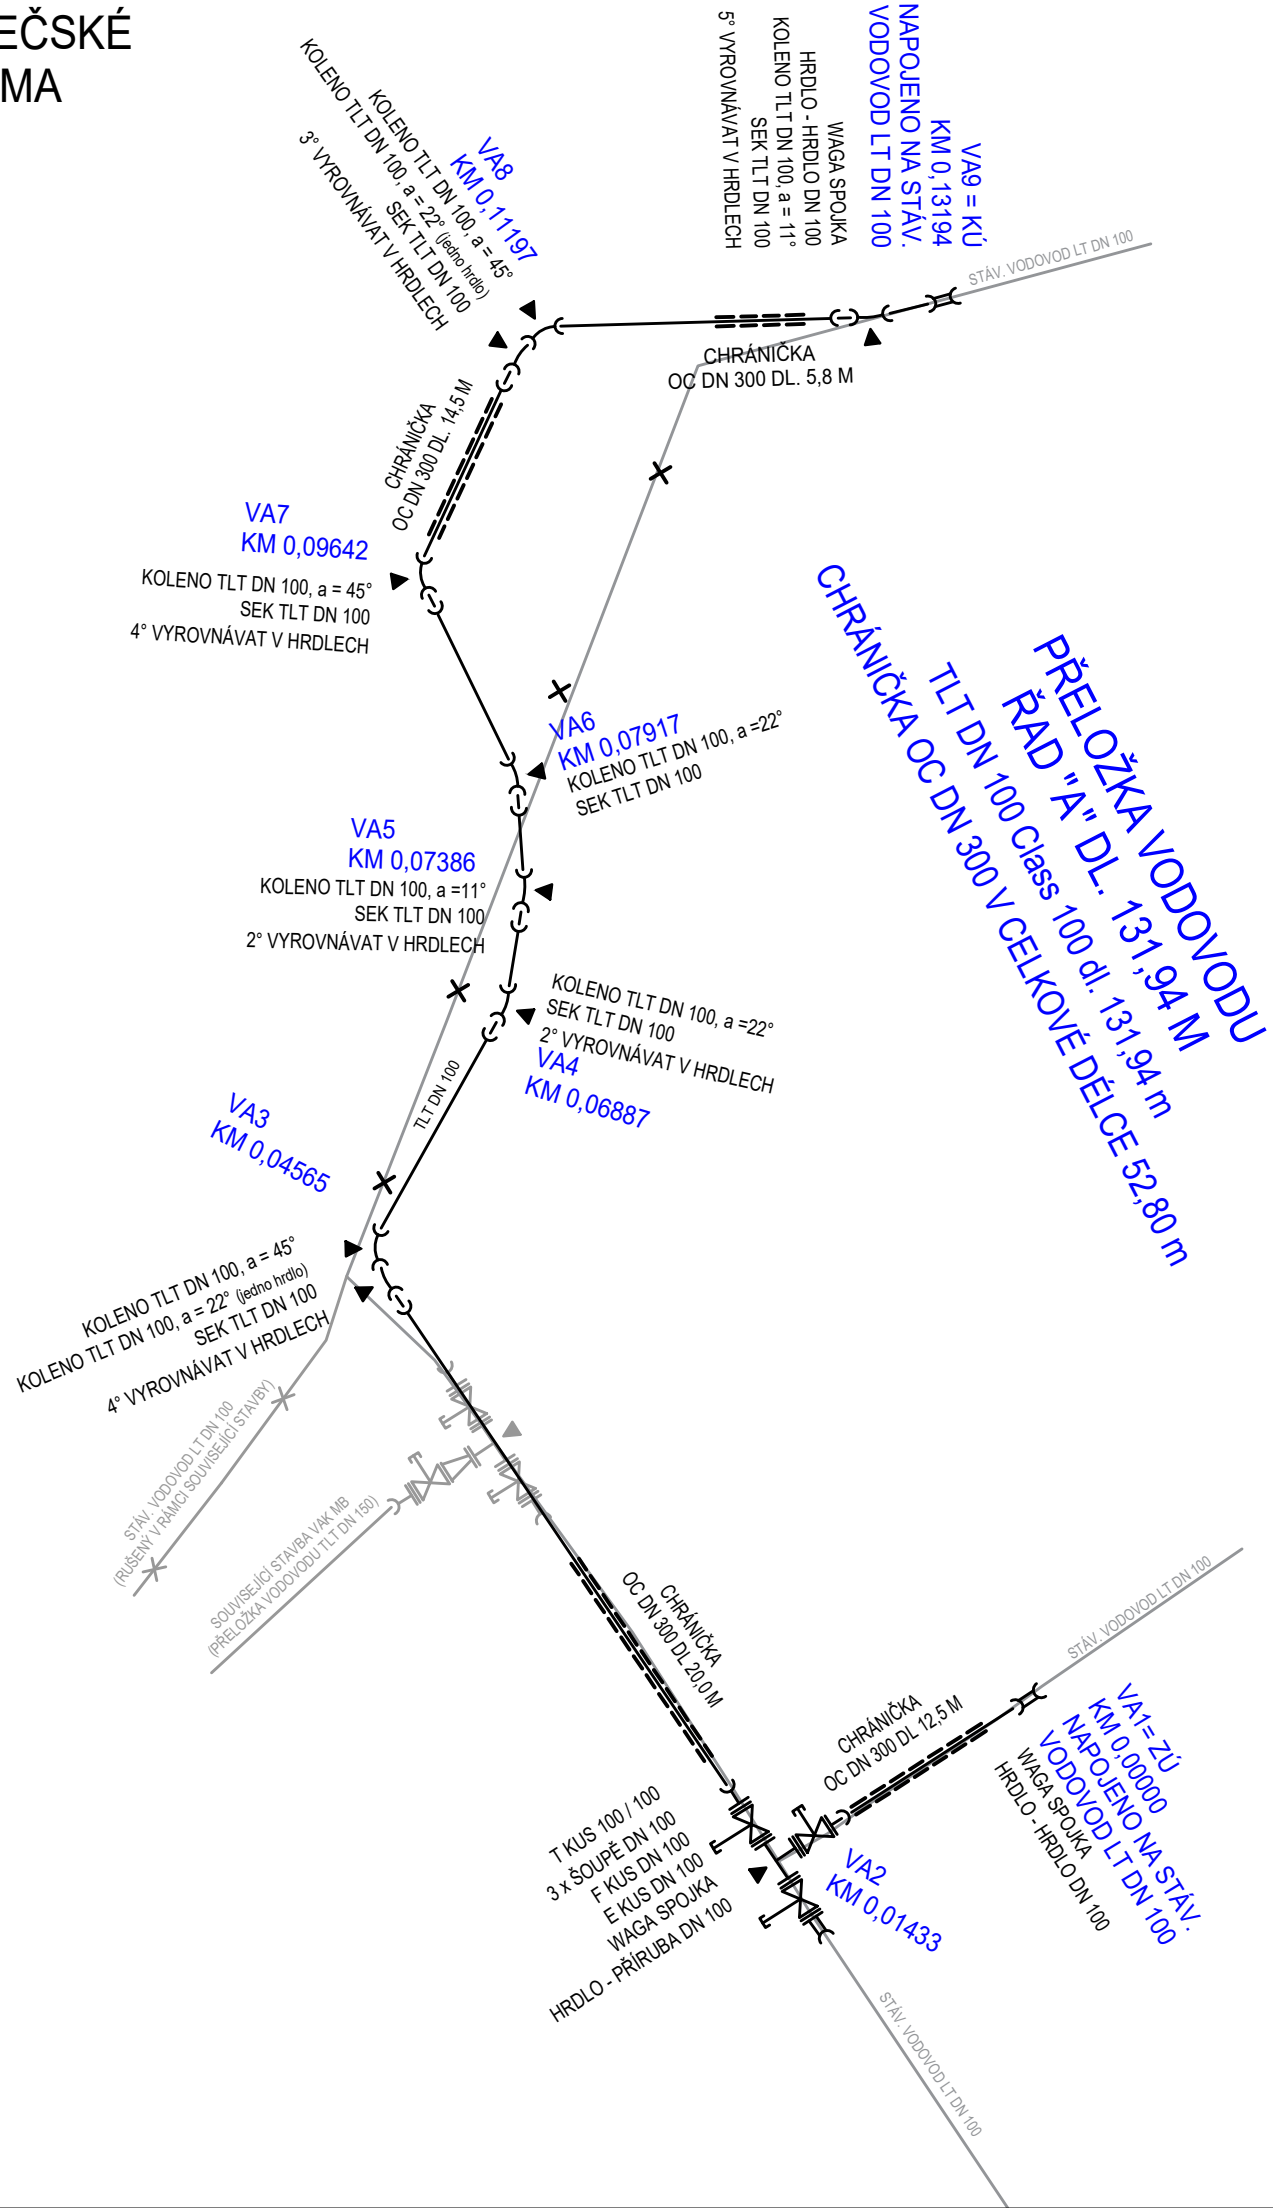 EČSKÉ
MA
KOLENO TLT DN 100, a = 45°
KOLENO TLT DN 100, a = 22° (jedno hrdlo)
SEK TLT DN 100
3° VYROVNÁVAT V HRDLECH
VA8
KM 0,11197
5° VYROVNÁVAT V HRDLECH
SEK TLT DN 100
KOLENO TLT DN 100, a = 11°
HRDLO - HRDLO DN 100
WAGA SPOJKA
VA9 = KÚ
KM 0,13194
NAPOJENO NA STÁV.
VODOVOD LT DN 100
STÁV. VODOVOD LT DN 100
CHRÁNIČKA
OC DN 300 DL. 5,8 M
CHRÁNIČKA
OC DN 300 DL. 14,5 M
VA7
KM 0,09642
KOLENO TLT DN 100, a = 45°
SEK TLT DN 100
4° VYROVNÁVAT V HRDLECH
PŘELOŽKA VODOVODU
ŘAD "A" DL. 131,94 M
TLT DN 100 Class 100 dl. 131,94 m
CHRÁNIČKA OC DN 300 V CELKOVÉ DÉLCE 52,80 m
VA6
KM 0,07917
KOLENO TLT DN 100, a =22°
SEK TLT DN 100
VA5
KM 0,07386
KOLENO TLT DN 100, a =11°
SEK TLT DN 100
2° VYROVNÁVAT V HRDLECH
KOLENO TLT DN 100, a =22°
SEK TLT DN 100
2° VYROVNÁVAT V HRDLECH
VA4
KM 0,06887
TLT DN 100
VA3
KM 0,04565
KOLENO TLT DN 100, a = 45°
KOLENO TLT DN 100, a = 22° (jedno hrdlo)
SEK TLT DN 100
4° VYROVNÁVAT V HRDLECH
STÁV. VODOVOD LT DN 100
(RUŠENÝ V RÁMCI SOUVISEJÍCÍ STAVBY)
SOUVISEJÍCÍ STAVBA VAK MB
(PŘELOŽKA VODOVODU TLT DN 150)
CHRÁNIČKA
OC DN 300 DL 20,0 M
CHRÁNIČKA
OC DN 300 DL 12,5 M
STÁV. VODOVOD LT DN 100
VA1= ZÚ
KM 0,00000
NAPOJENO NA STÁV.
VODOVOD LT DN 100
WAGA SPOJKA
HRDLO - HRDLO DN 100
T KUS 100 / 100
3 x ŠOUPĚ DN 100
F KUS DN 100
E KUS DN 100
WAGA SPOJKA
HRDLO - PŘÍRUBA DN 100
VA2
KM 0,01433
STÁV. VODOVOD LT DN 100